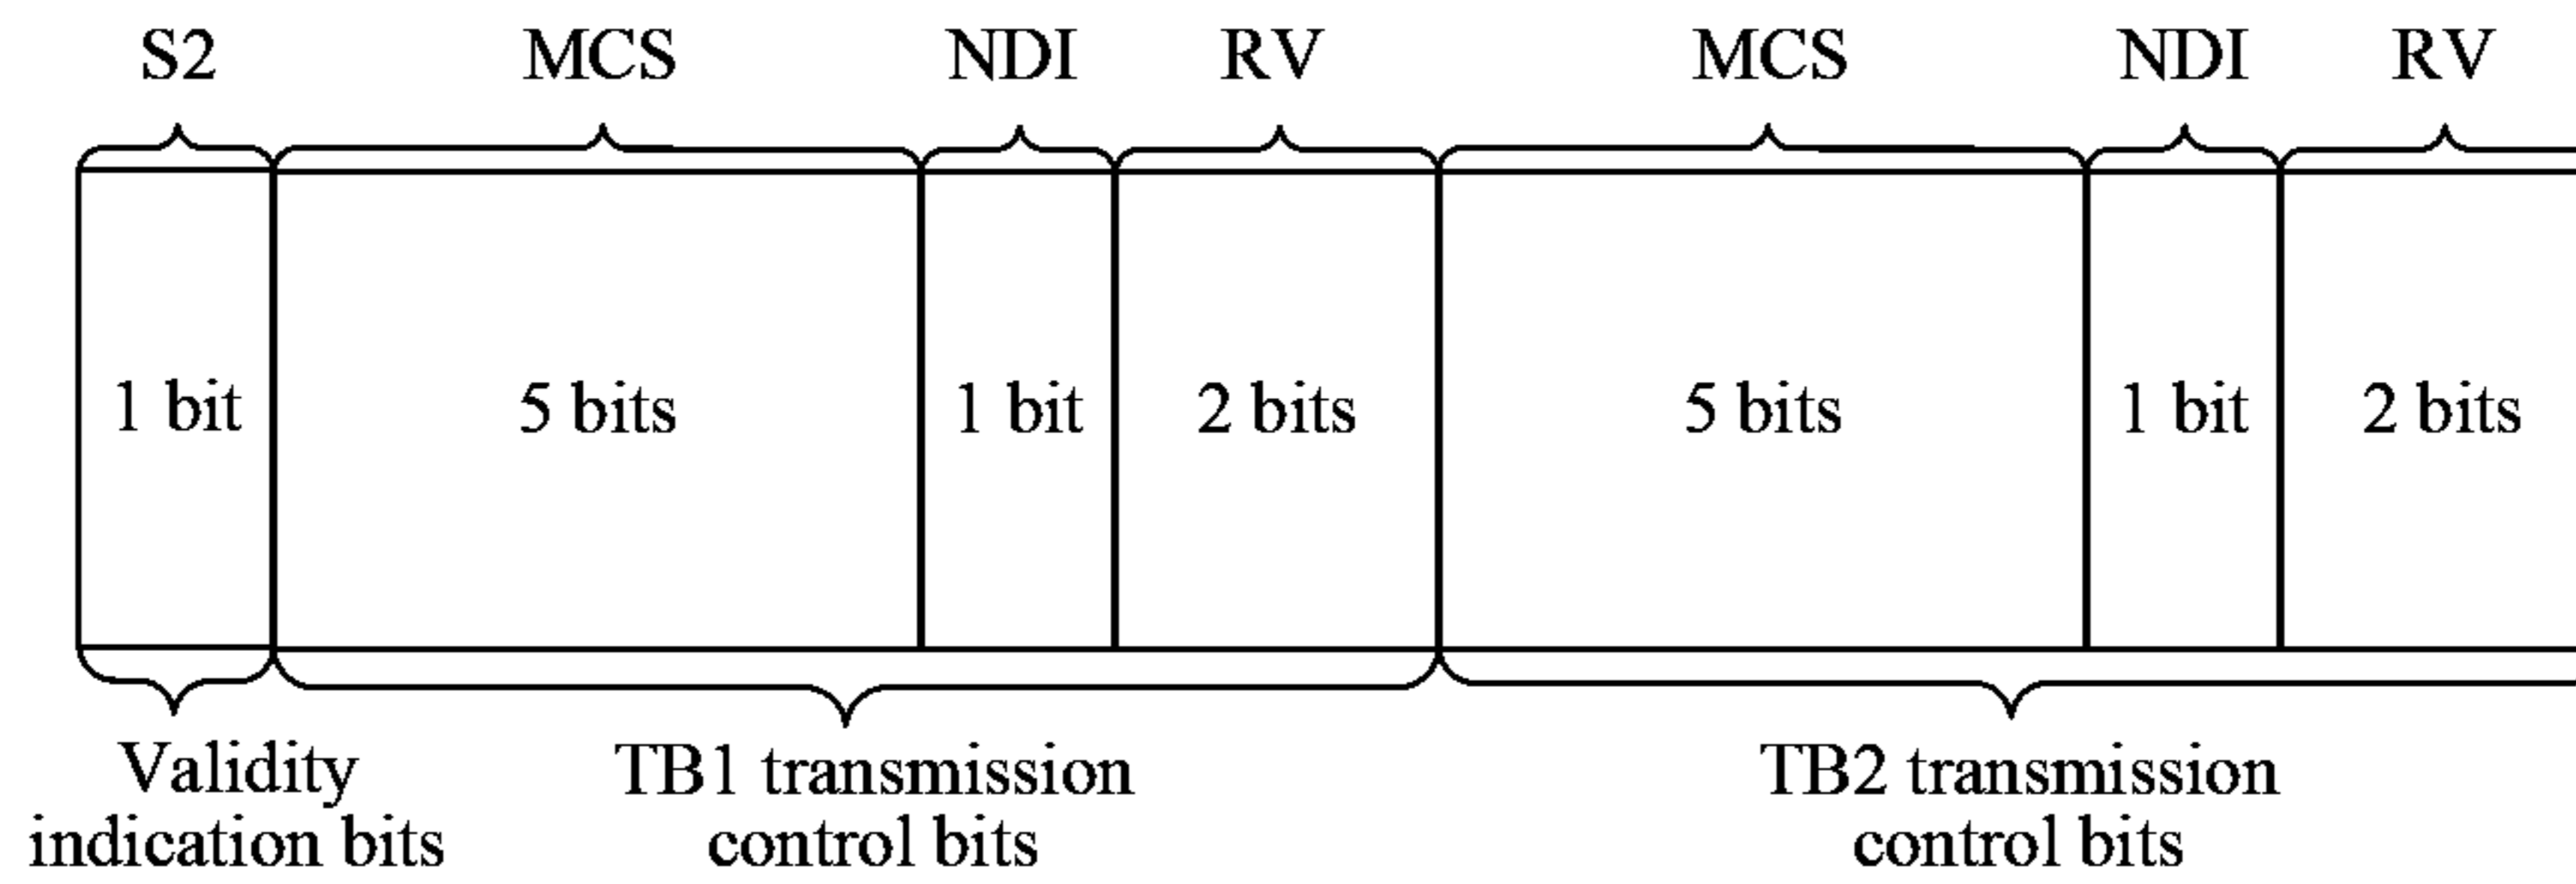 S2 MCS NDI RV MCS NDI RV
1 bit 5 bits 1 bit 2 bits 5 bits 1 bit 2 bits
Validity
indication bits
TB1 transmission
control bits
TB2 transmission
control bits